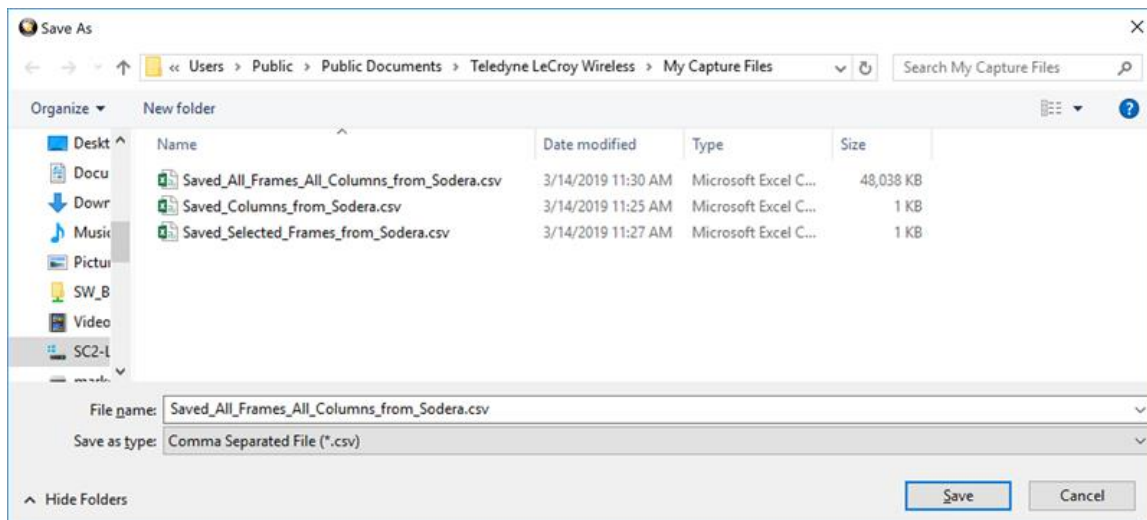 Save As
« Users > Public > Public Documents > Teledyne LeCroy Wireless > My Capture Files
Search My Capture Files
Organize
New folder
Deskt
Docu
Dowr
Music
Pictur
SW_B
Video
SC2-L
Name Date modified Type Size
Saved_All_Frames_All_Columns_from_Sodera.csv 3/14/2019 11:30 AM Microsoft Excel C... 48,038 KB
Saved_Columns_from_Sodera.csv 3/14/2019 11:25 AM Microsoft Excel C... 1 KB
Saved_Selected_Frames_from_Sodera.csv 3/14/2019 11:27 AM Microsoft Excel C... 1 KB
File name: Saved_All_Frames_All_Columns_from_Sodera.csv
Save as type: Comma Separated File (*.csv)
Hide Folders
Save
Cancel